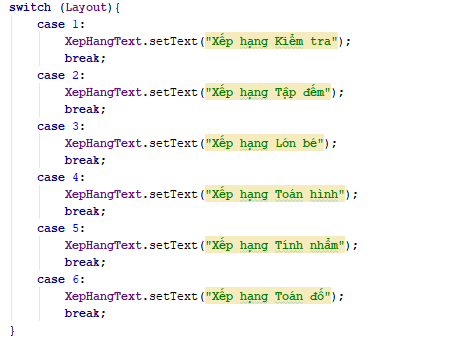 switch (Layout){
case 1:
XepHangText.setText("Xếp hạng Kiểm tra");
break;
case 2:
XepHangText.setText("Xếp hạng Tập đếm");
break;
case 3:
XepHangText.setText("Xếp hạng Lớn bé");
break;
case 4:
XepHangText.setText("Xếp hạng Toán hình");
break;
case 5:
XepHangText.setText("Xếp hạng Tính nhẩm");
break;
case 6:
XepHangText.setText("Xếp hạng Toán đố");
break;
}